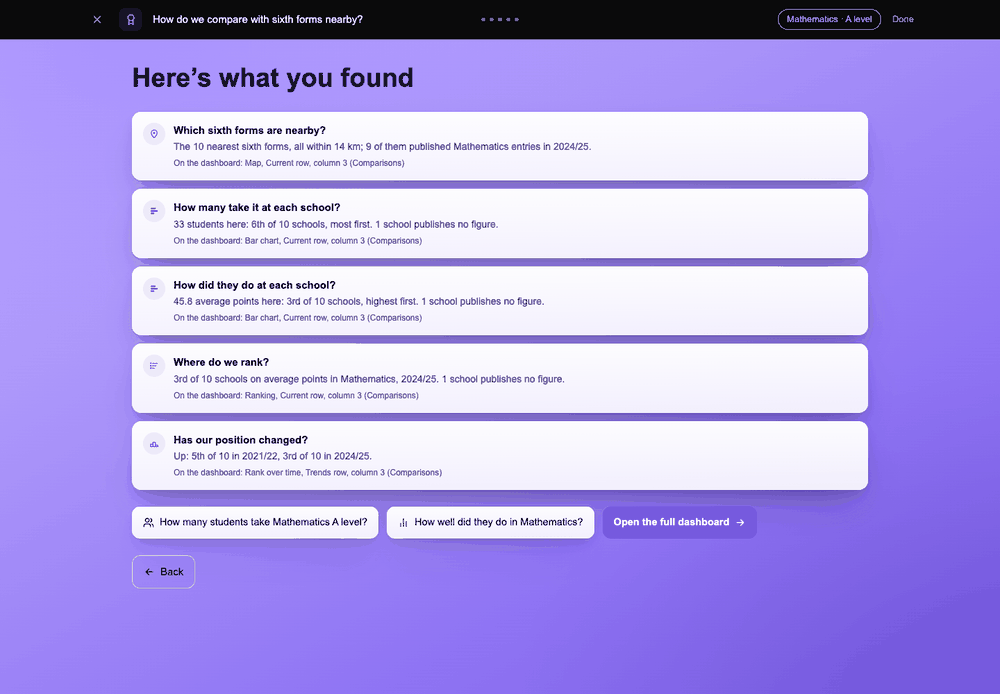 How do we compare with sixth forms nearby?
Mathematics · A level
Done
Here’s what you found
Which sixth forms are nearby?
The 10 nearest sixth forms, all within 14 km; 9 of them published Mathematics entries in 2024/25.
On the dashboard: Map, Current row, column 3 (Comparisons)
How many take it at each school?
33 students here: 6th of 10 schools, most first. 1 school publishes no figure.
On the dashboard: Bar chart, Current row, column 3 (Comparisons)
How did they do at each school?
45.8 average points here: 3rd of 10 schools, highest first. 1 school publishes no figure.
On the dashboard: Bar chart, Current row, column 3 (Comparisons)
Where do we rank?
3rd of 10 schools on average points in Mathematics, 2024/25. 1 school publishes no figure.
On the dashboard: Ranking, Current row, column 3 (Comparisons)
Has our position changed?
Up: 5th of 10 in 2021/22, 3rd of 10 in 2024/25.
On the dashboard: Rank over time, Trends row, column 3 (Comparisons)
How many students take Mathematics A level?
How well did they do in Mathematics?
Open the full dashboard →
← Back